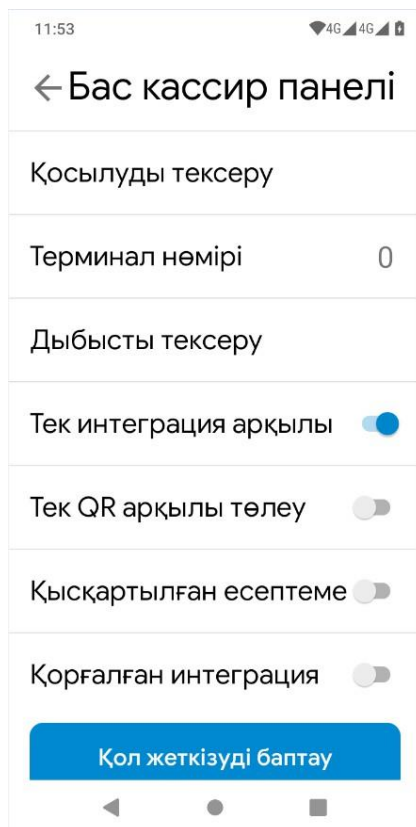 11:53 4G 4G
Бас кассир панелі
Қосылуды тексеру
Терминал нөмірі 0
Дыбысты тексеру
Тек интеграция арқылы
Тек QR арқылы төлеу
Қысқартылған есептеме
Қорғалған интеграция
Қол жеткізуді баптау